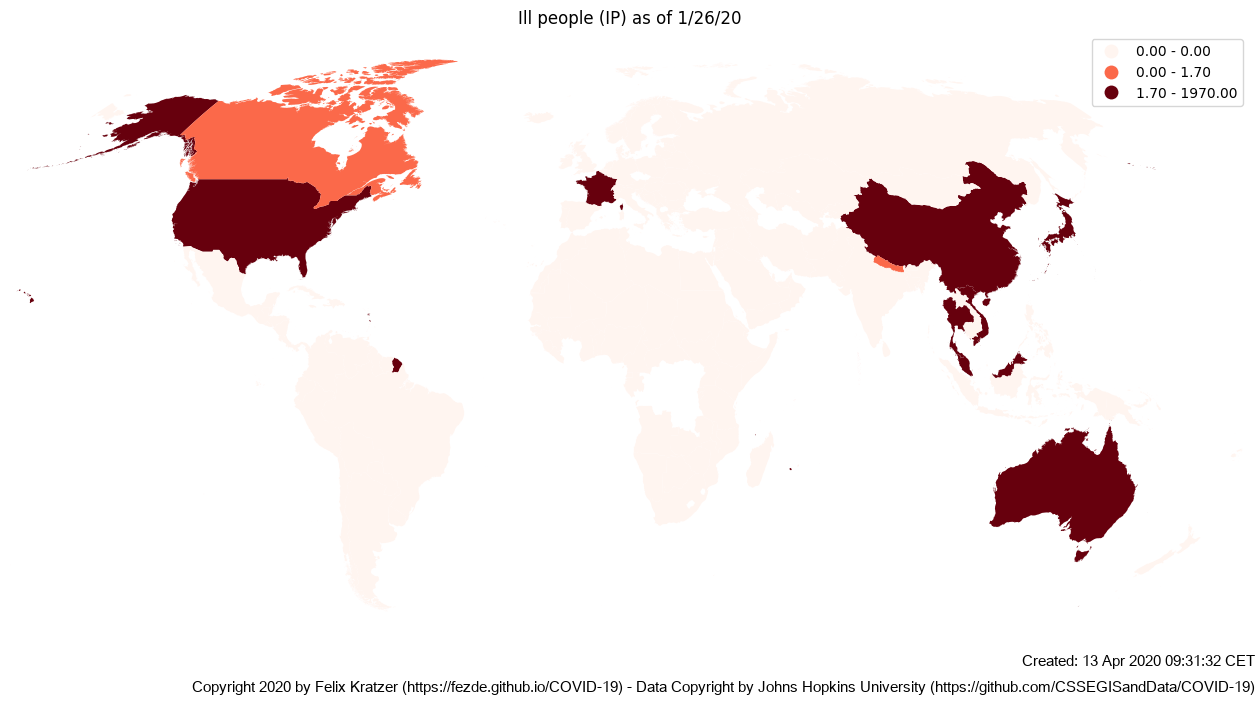 Ill people (IP) as of 1/26/20
0.00 - 0.00
0.00 - 1.70
1.70 - 1970.00
Created: 13 Apr 2020 09:31:32 CET
Copyright 2020 by Felix Kratzer (https://fezde.github.io/COVID-19) - Data Copyright by Johns Hopkins University (https://github.com/CSSEGISandData/COVID-19)